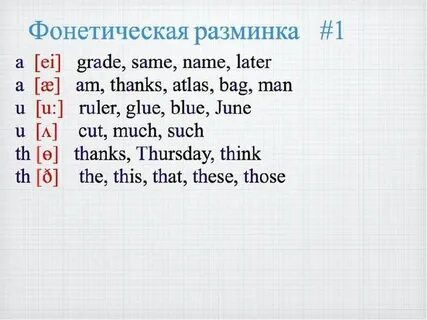 Фонетическая разминка #1
a [ei] grade, same, name, later
a [æ] am, thanks, atlas, bag, man
u [u:] ruler, glue, blue, June
u [ʌ] cut, much, such
th [ɵ] thanks, Thursday, think
th [ð] the, this, that, these, those